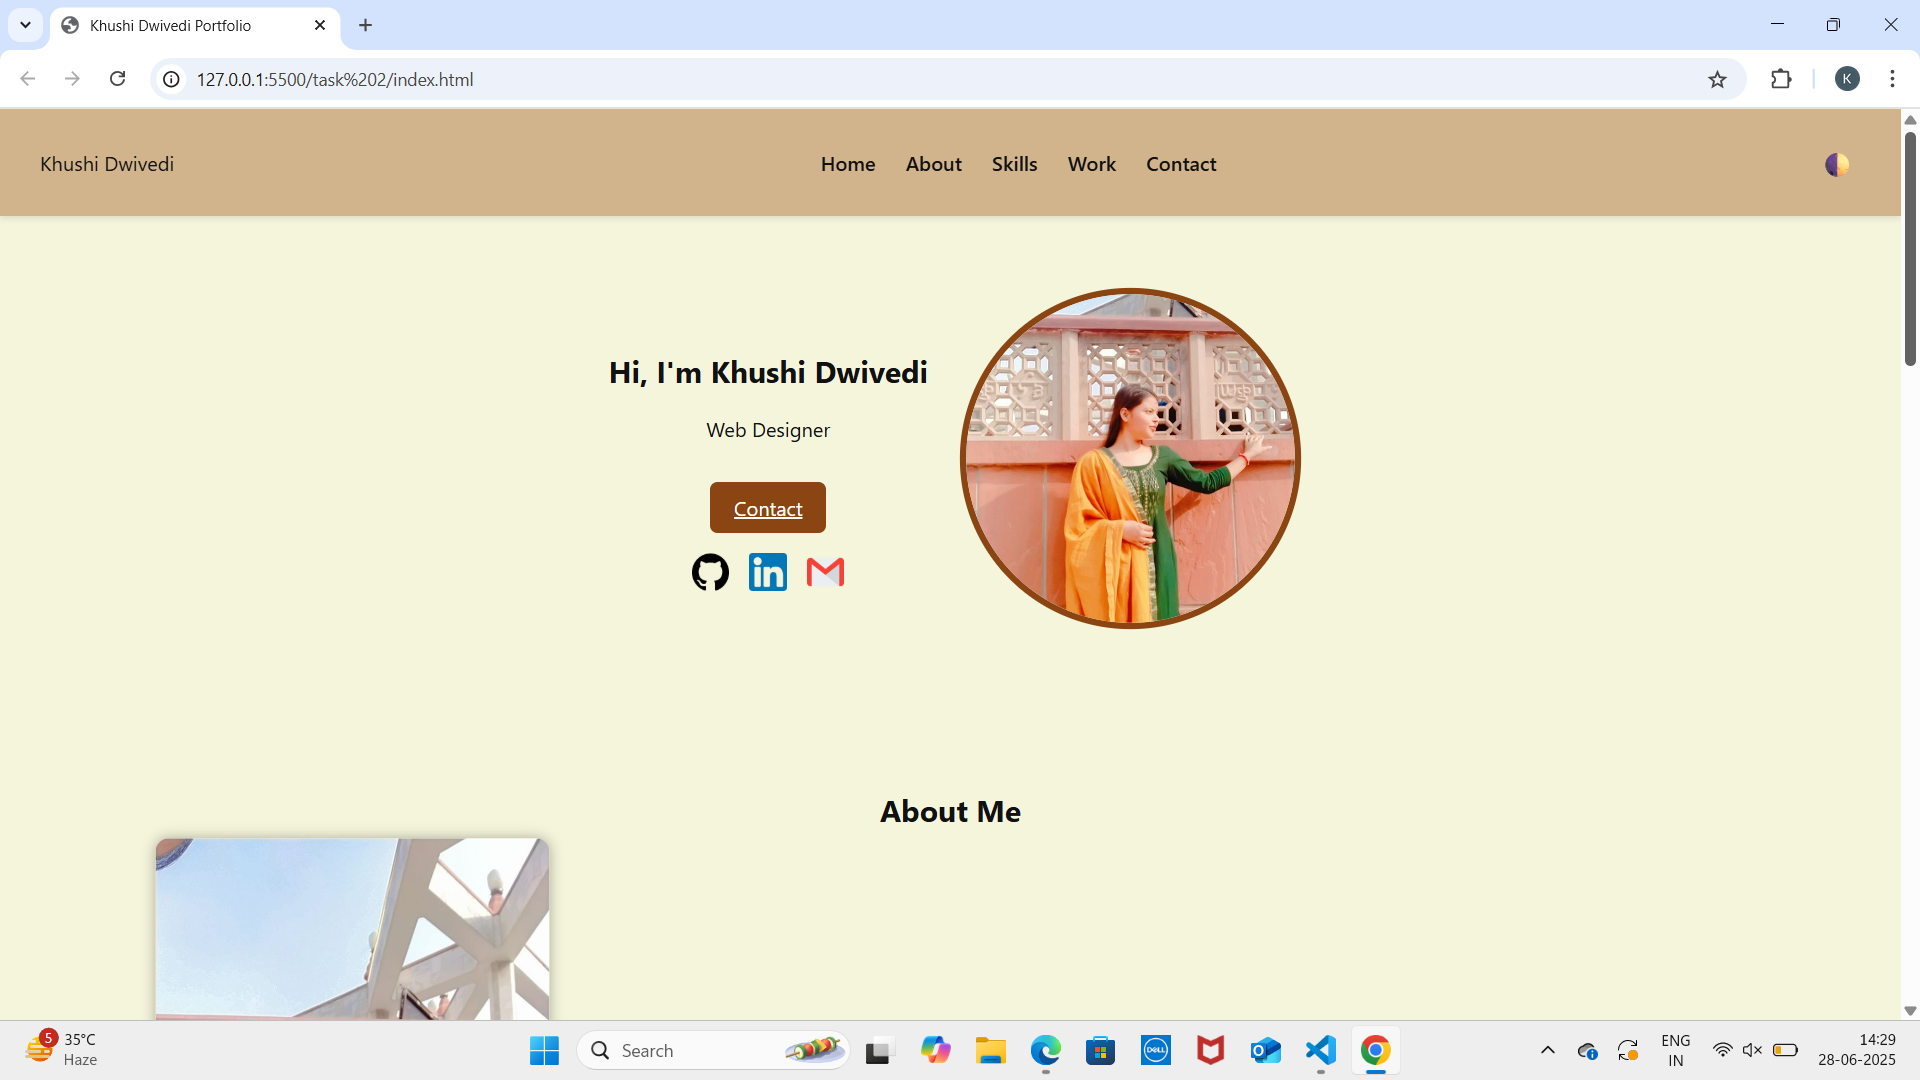 Khushi Dwivedi Portfolio
127.0.0.1:5500/task%202/index.html
K
Khushi Dwivedi
Home
About
Skills
Work
Contact
Hi, I'm Khushi Dwivedi
Web Designer
Contact
in
About Me
5
35°C
Haze
Search
DELL
ENG
IN
14:29
28-06-2025